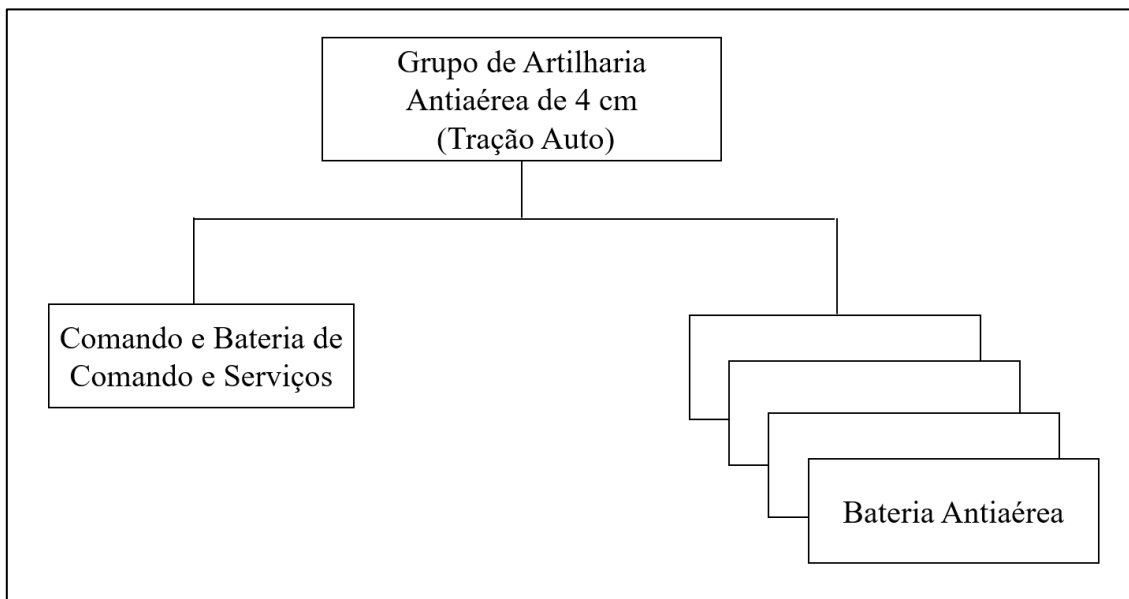 Grupo de Artilharia
Antiaérea de 4 cm
(Tração Auto)
Comando e Bateria de
Comando e Serviços
Bateria Antiaérea